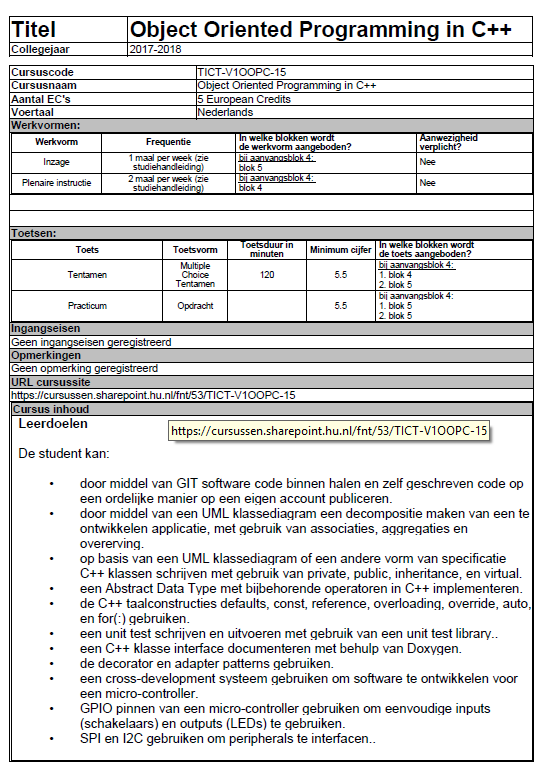 Titel Object Oriented Programming in C++
Collegejaar 2017-2018
Cursuscode TICT-V1OOPC-15
Cursusnaam Object Oriented Programming in C++
Aantal EC's 5 European Credits
Voertaal Nederlands
Werkvormen:
Werkvorm Frequentie In welke blokken wordt de werkvorm aangeboden? Aanwezigheid verplicht?
Inzage 1 maal per week (zie studiehandleiding) bij aanvangsblok 4: blok 5 Nee
Plenaire instructie 2 maal per week (zie studiehandleiding) bij aanvangsblok 4: blok 4 Nee
Toetsen:
Toets Toetsvorm Toetsduur in minuten Minimum cijfer In welke blokken wordt de toets aangeboden?
Tentamen Multiple Choice Tentamen 120 5.5 bij aanvangsblok 4: 1. blok 4 2. blok 5
Practicum Opdracht 5.5 bij aanvangsblok 4: 1. blok 5 2. blok 5
Ingangseisen
Geen ingangseisen geregistreerd
Opmerkingen
Geen opmerking geregistreerd
URL cursussite
https://cursussen.sharepoint.hu.nl/fnt/53/TICT-V1OOPC-15
Cursus inhoud
Leerdoelen
https://cursussen.sharepoint.hu.nl/fnt/53/TICT-V1OOPC-15
De student kan:
• door middel van GIT software code binnen halen en zelf geschreven code op
een ordelijke manier op een eigen account publiceren.
• door middel van een UML klassediagram een decompositie maken van een te
ontwikkelen applicatie, met gebruik van associaties, aggregaties en
overerving.
• op basis van een UML klassediagram of een andere vorm van specificatie
C++ klassen schrijven met gebruik van private, public, inheritance, en virtual.
• een Abstract Data Type met bijbehorende operatoren in C++ implementeren.
• de C++ taalconstructies defaults, const, reference, overloading, override, auto,
en for(:) gebruiken.
• een unit test schrijven en uitvoeren met gebruik van een unit test library..
• een C++ klasse interface documenteren met behulp van Doxygen.
• de decorator en adapter patterns gebruiken.
• een cross-development systeem gebruiken om software te ontwikkelen voor
een micro-controller.
• GPIO pinnen van een micro-controller gebruiken om eenvoudige inputs
(schakelaars) en outputs (LEDs) te gebruiken.
• SPI en I2C gebruiken om peripherals te interfacen..